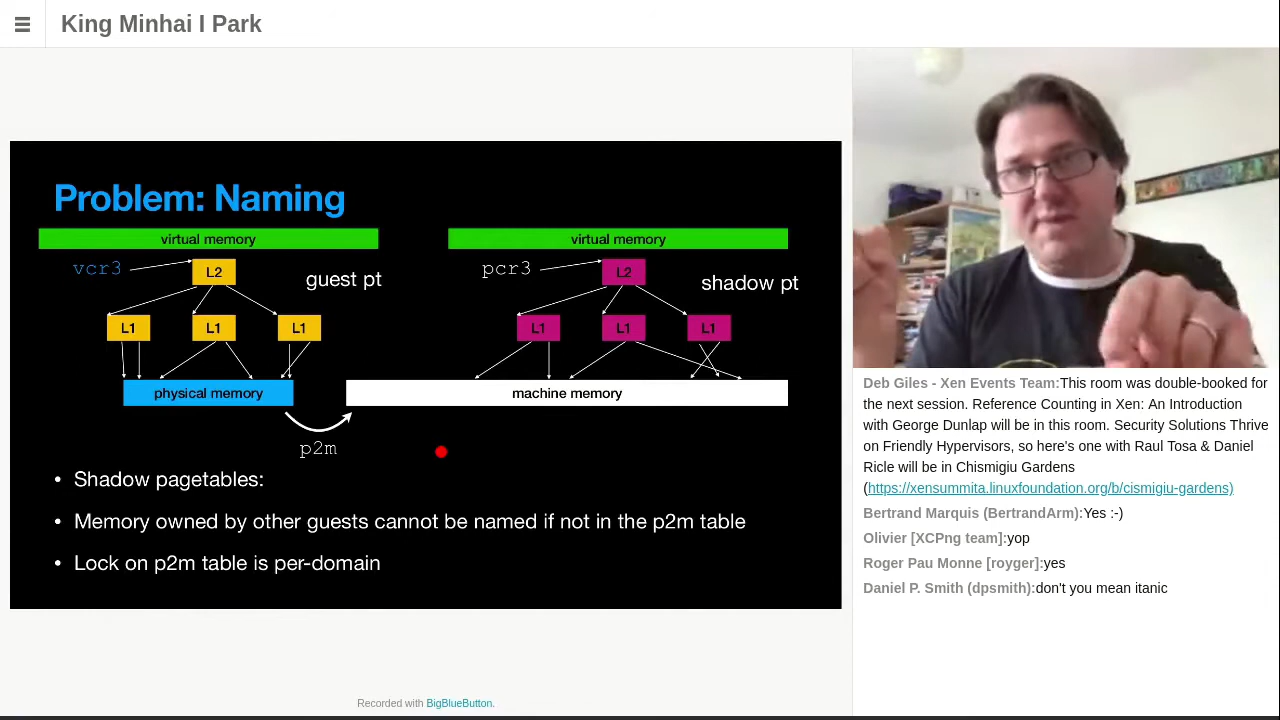 King Minhai I Park
Problem: Naming
virtual memory
virtual memory
vcr3
L2
guest pt
pcr3
L2
shadow pt
L1
L1
L1
L1
L1
L1
physical memory
machine memory
p2m
• Shadow pagetables:
• Memory owned by other guests cannot be named if not in the p2m table
• Lock on p2m table is per-domain
Deb Giles - Xen Events Team:This room was double-booked for
the next session. Reference Counting in Xen: An Introduction
with George Dunlap will be in this room. Security Solutions Thrive
on Friendly Hypervisors, so here's one with Raul Tosa & Daniel
Ricle will be in Chismigiu Gardens
(https://xensummita.linuxfoundation.org/b/cismigiu-gardens)
Bertrand Marquis (BertrandArm):Yes :-)
Olivier [XCPng team]:yop
Roger Pau Monne [royger]:yes
Daniel P. Smith (dpsmith):don't you mean itanic
Recorded with BigBlueButton.